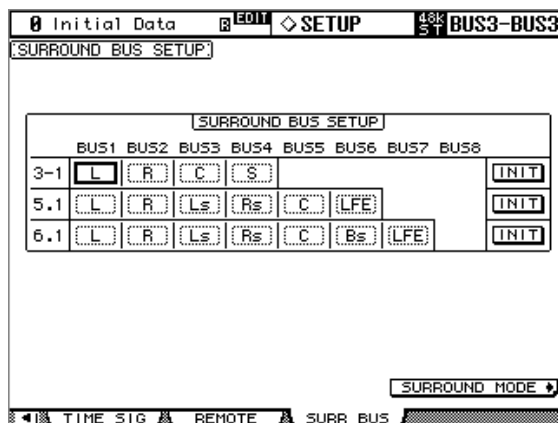 0 Initial Data R EDIT SETUP 48K ST BUS3-BUS3
SURROUND BUS SETUP
SURROUND BUS SETUP
BUS1 BUS2 BUS3 BUS4 BUS5 BUS6 BUS7 BUS8
3-1 L R C S INIT
5.1 L R Ls Rs C LFE INIT
6.1 L R Ls Rs C Bs LFE INIT
SURROUND MODE
TIME SIG REMOTE SURR BUS